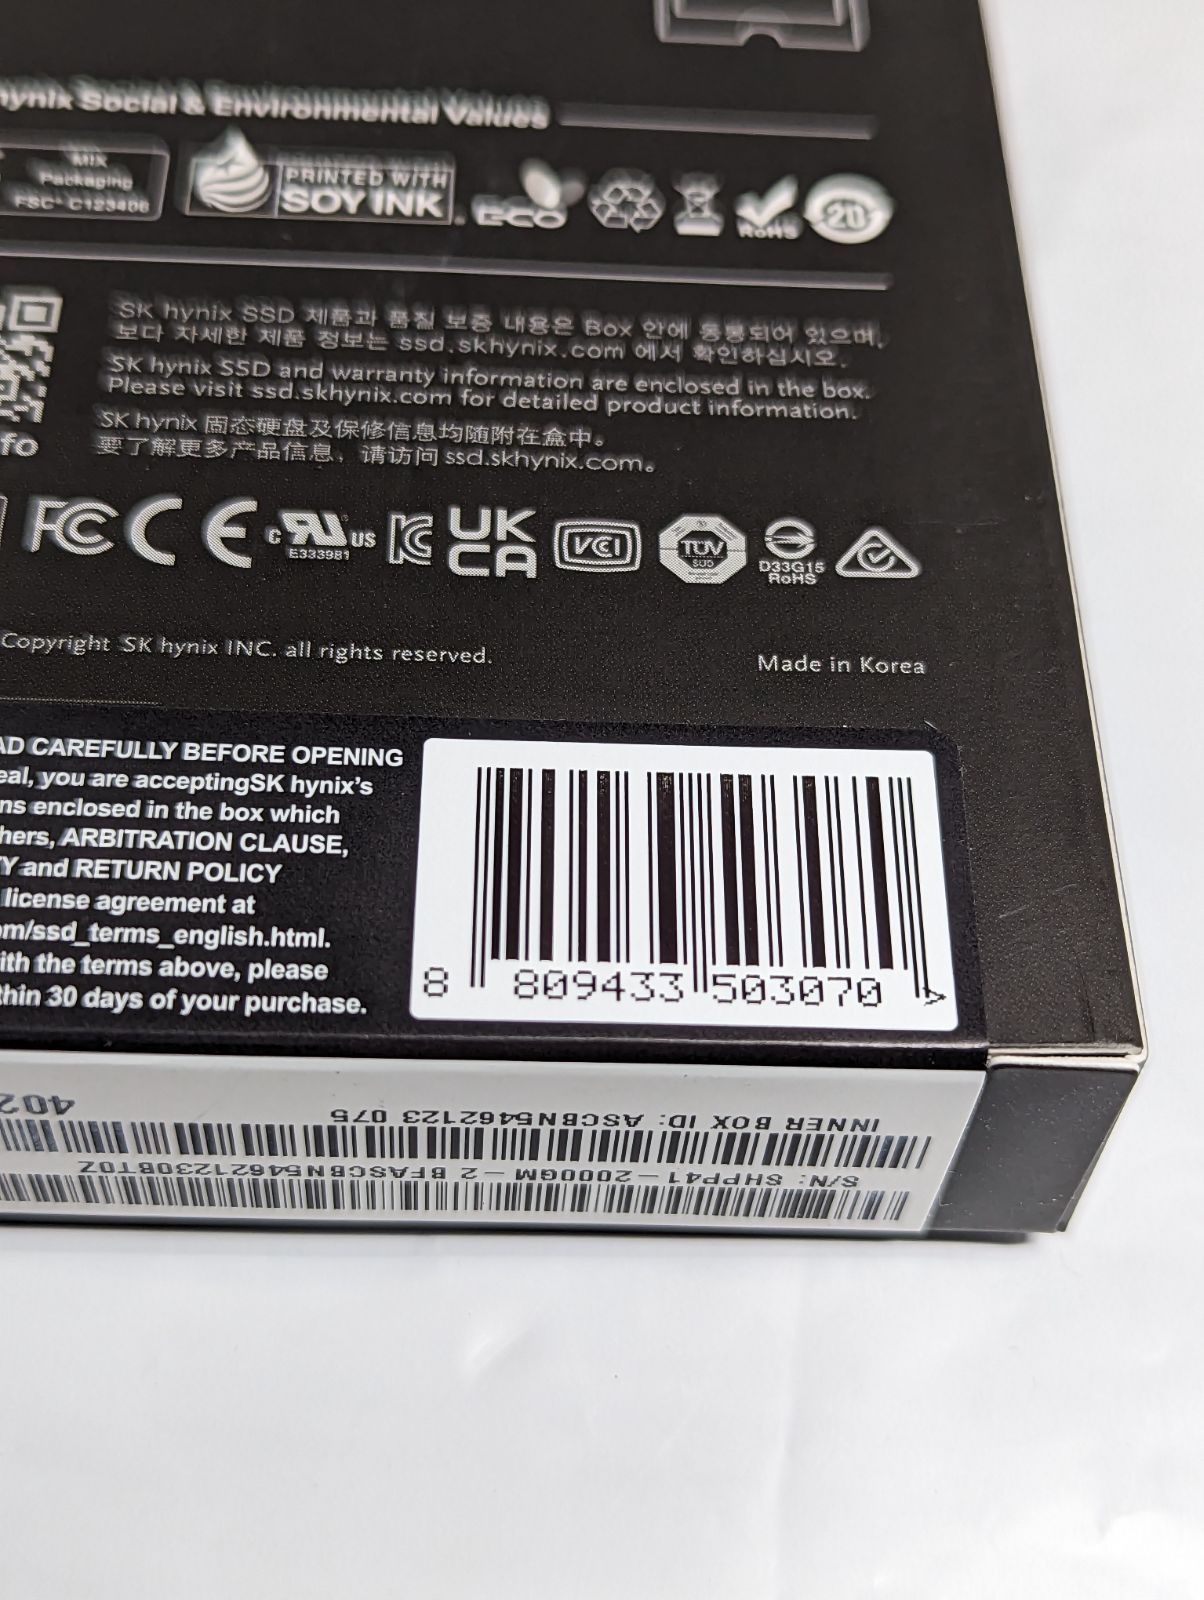 hynix Social & Environmental Values
MIX
Packaging
FSC® C123406
PRINTED WITH
SOY INK
ECO
RoHS
20
SK hynix SSD 제품과 품질 보증 내용은 Box 안에 동봉되어 있으며,
보다 자세한 제품 정보는 ssd.skhynix.com 에서 확인하십시오.
SK hynix SSD and warranty information are enclosed in the box.
Please visit ssd.skhynix.com for detailed product information.
SK hynix 固态硬盘及保修信息均随附在盒中。
要了解更多产品信息，请访问 ssd.skhynix.com。
fo
FC CE c RU US E333981 KC UK CA VCI TÜV SÜD D33G15 RoHS
Copyright SK hynix INC. all rights reserved.
Made in Korea
AD CAREFULLY BEFORE OPENING
eal, you are acceptingSK hynix's
ns enclosed in the box which
hers, ARBITRATION CLAUSE,
Y and RETURN POLICY
license agreement at
om/ssd_terms_english.html.
ith the terms above, please
thin 30 days of your purchase.
8 809433 503070 >
S/N: SHPP41-2000GM-2 BFASCBN54621230BT0Z
INNER BOX ID: ASCBN5462123 075
402